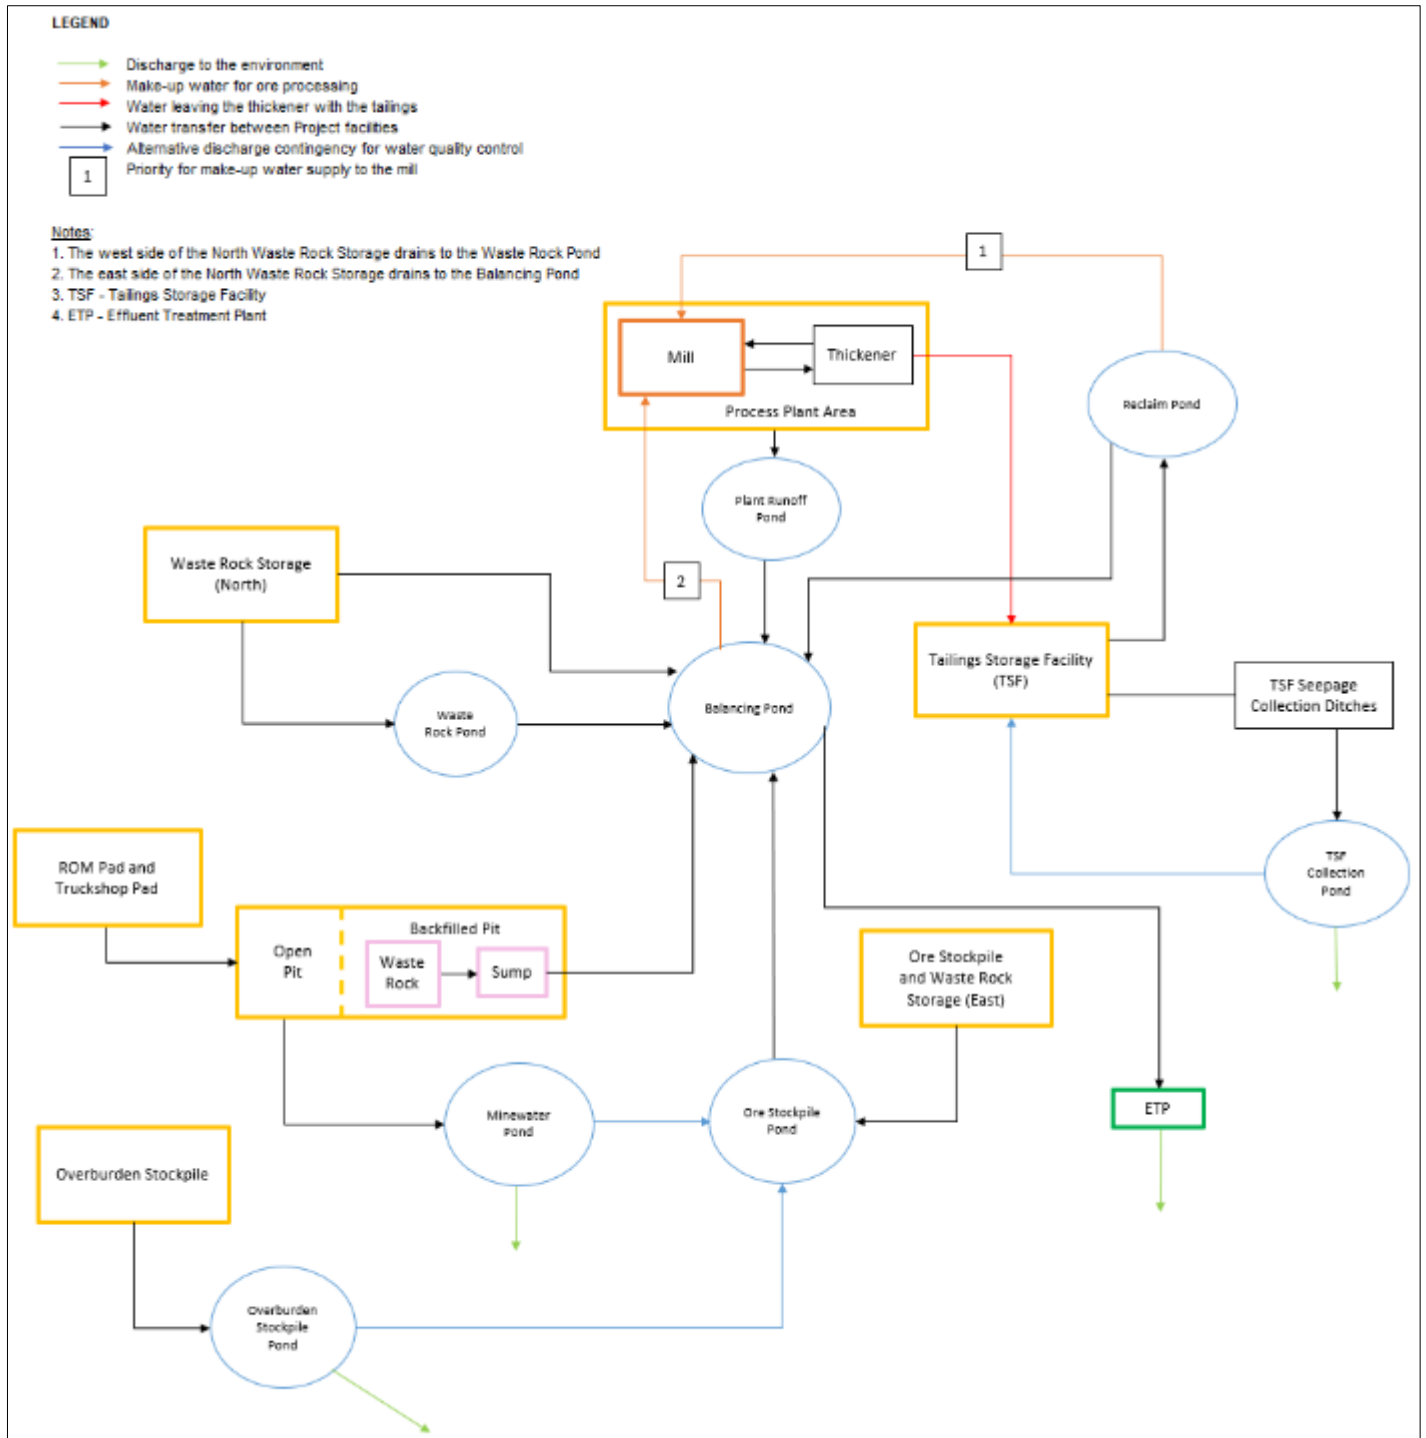 LEGEND
Discharge to the environment
Make-up water for ore processing
Water leaving the thickener with the tailings
Water transfer between Project facilities
Alternative discharge contingency for water quality control
1
Priority for make-up water supply to the mill
Notes:
1. The west side of the North Waste Rock Storage drains to the Waste Rock Pond
2. The east side of the North Waste Rock Storage drains to the Balancing Pond
3. TSF - Tailings Storage Facility
4. ETP - Effluent Treatment Plant
1
Mill
Thickener
Process Plant Area
Reclaim Pond
Plant Runoff
Pond
Waste Rock Storage
(North)
2
Tailings Storage Facility
(TSF)
TSF Seepage
Collection Ditches
Waste
Rock Pond
Balancing Pond
ROM Pad and
Truckshop Pad
TSF
Collection
Pond
Open
Pit
Backfilled Pit
Waste
Rock
Sump
Ore Stockpile
and Waste Rock
Storage (East)
Minewater
Pond
Ore Stockpile
Pond
ETP
Overburden Stockpile
Overburden
Stockpile
Pond